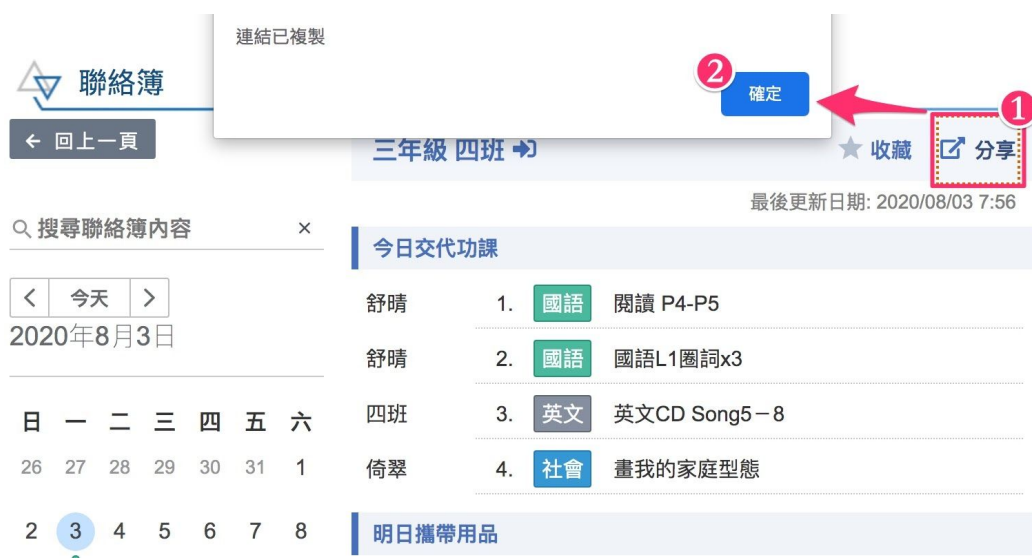 連結已複製
2
確定
1
聯絡簿
← 回上一頁
三年級 四班
收藏
分享
最後更新日期: 2020/08/03 7:56
搜尋聯絡簿內容 ×
< 今天 >
2020年8月3日
日 一 二 三 四 五 六
26 27 28 29 30 31 1
2 3 4 5 6 7 8
今日交代功課
舒晴 1. 國語 閱讀 P4-P5
舒晴 2. 國語 國語L1圈詞x3
四班 3. 英文 英文CD Song5－8
倚翠 4. 社會 畫我的家庭型態
明日攜帶用品